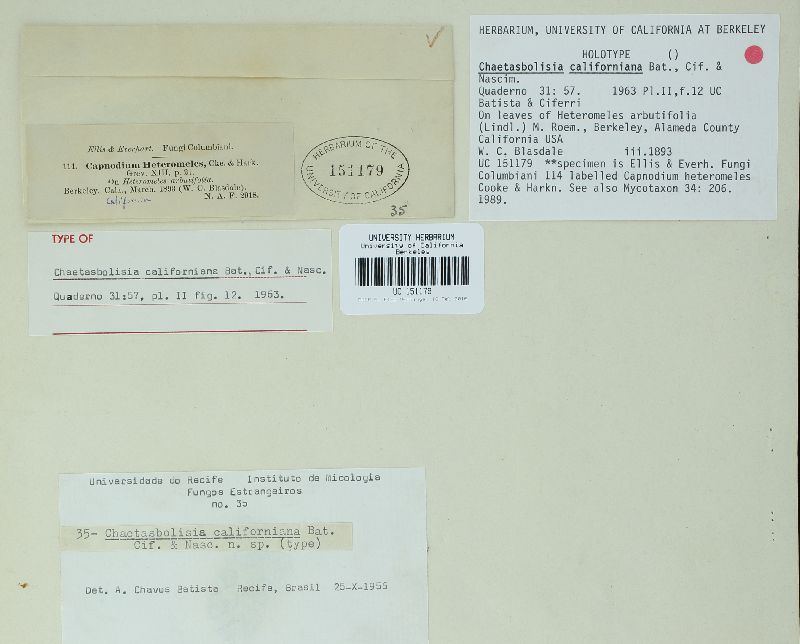 Ellis & Everhart. Fungi Columbiani.
114. Capnodium Heteromeles, Cke. & Hark.
Grev. XIII, p. 21.
On Heteromeles arbutifolia.
Berkeley, Cala., March, 1893 (W. C. Blasdale).
N. A. F. 2018.
California
HERBARIUM OF THE
151179
UNIVERSITY OF CALIFORNIA
35
HERBARIUM, UNIVERSITY OF CALIFORNIA AT BERKELEY
HOLOTYPE ()
Chaetasbolisia californiana Bat., Cif. &
Nascim.
Quaderno 31: 57. 1963 Pl.II,f.12 UC
Batista & Ciferri
On leaves of Heteromeles arbutifolia
(Lindl.) M. Roem., Berkeley, Alameda County
California USA
W. C. Blasdale iii.1893
UC 151179 **specimen is Ellis & Everh. Fungi
Columbiani 114 labelled Capnodium heteromeles
Cooke & Harkn. See also Mycotaxon 34: 206.
1989.
TYPE OF
Chaetasbolisia californiana Bat., Cif. & Nasc.
Quaderno 31:57, pl. II fig. 12. 1963.
UNIVERSITY HERBARIUM
University of California
Berkeley
UC 151179
Universidade do Recife Instituto de Micologia
Fungos Estrangeiros
no. 35
35- Chaetasbolisia californiana Bat.
Cif. & Nasc. n. sp. (type)
Det. A. Chaves Batista Recife, Brasil 25-X-1955